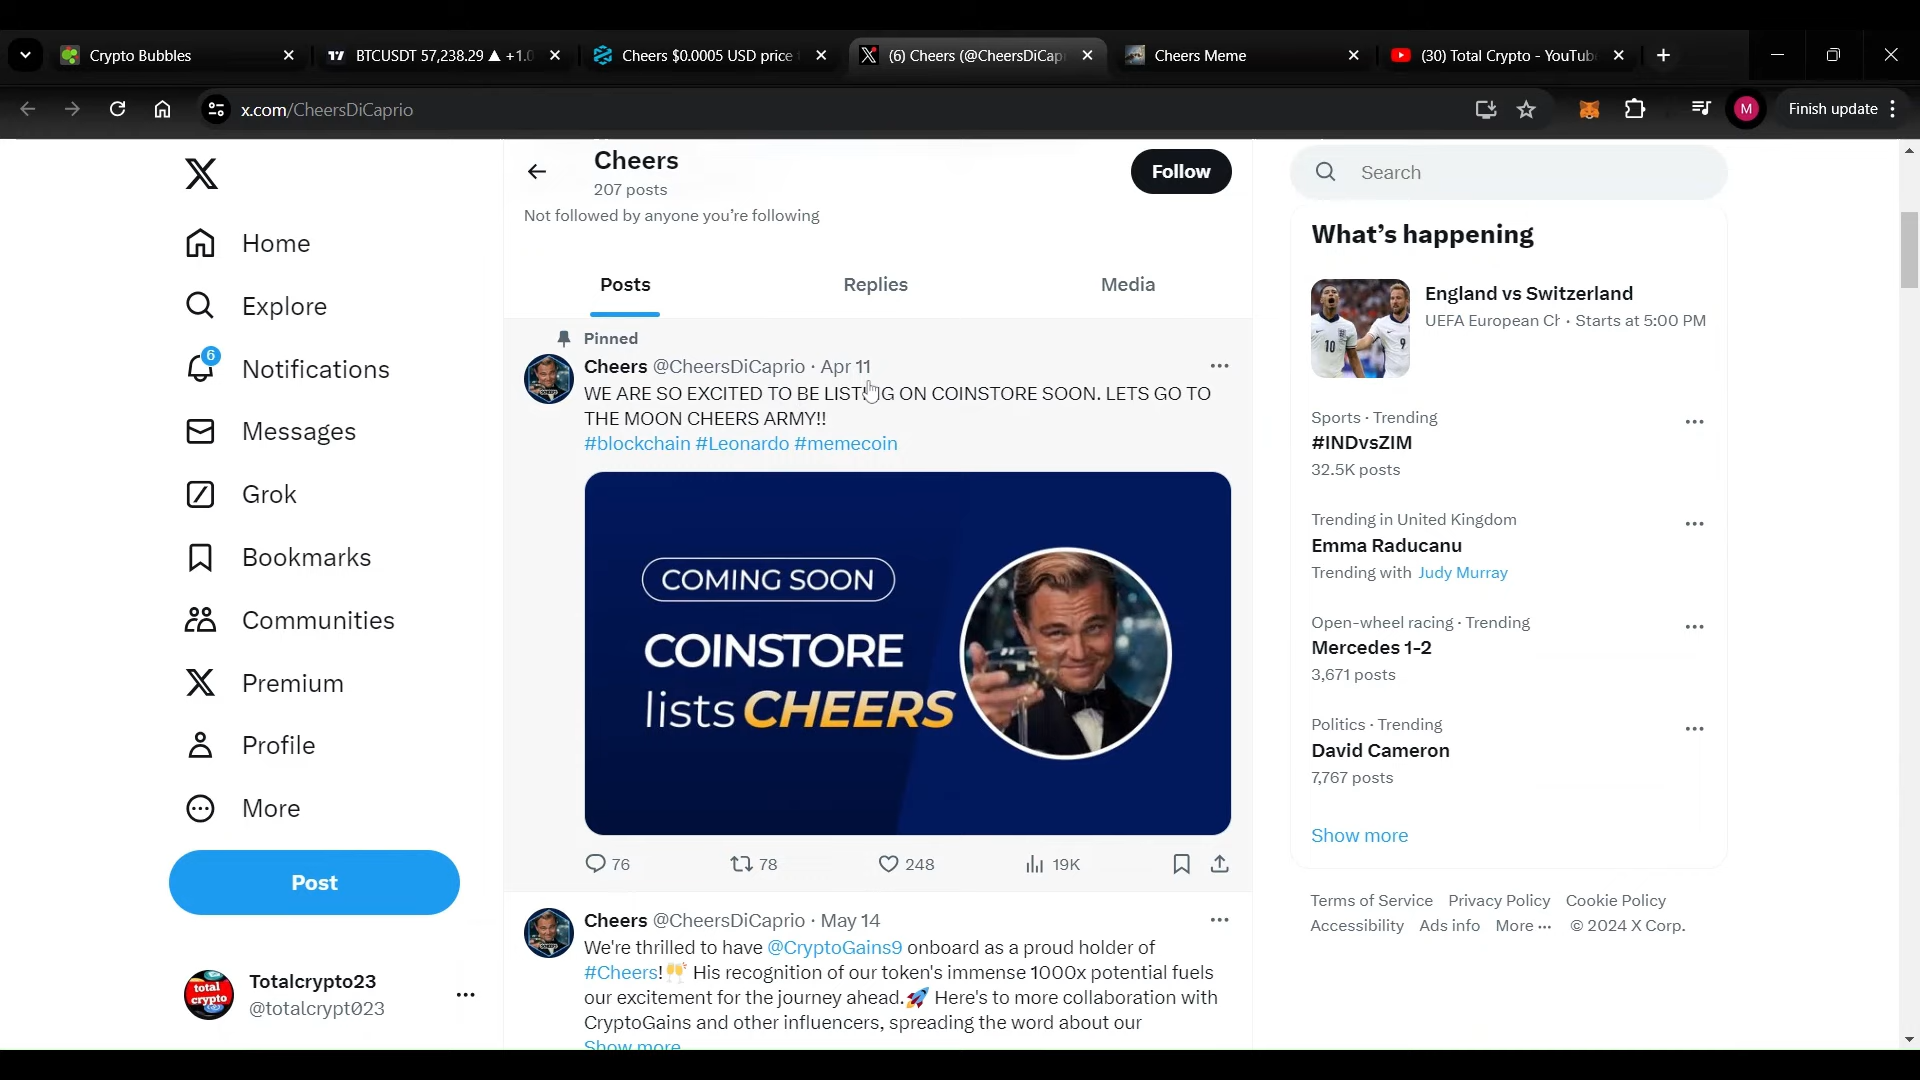 Crypto Bubbles
BTCUSDT 57,238.29 ▲ +1.0
Cheers $0.0005 USD price
(6) Cheers (@CheersDiCap
Cheers Meme
(30) Total Crypto - YouTub
x.com/CheersDiCaprio
M
Finish update
Cheers
207 posts
Not followed by anyone you’re following
Follow
Posts
Replies
Media
Home
Explore
6
Notifications
Messages
Grok
Bookmarks
Communities
Premium
Profile
More
Post
total
crypto
Totalcrypto23
@totalcrypt023
Pinned
Cheers @CheersDiCaprio · Apr 11
WE ARE SO EXCITED TO BE LISTING ON COINSTORE SOON. LETS GO TO
THE MOON CHEERS ARMY!!
#blockchain #Leonardo #memecoin
COMING SOON
COINSTORE
lists CHEERS
76
78
248
19K
Cheers @CheersDiCaprio · May 14
We're thrilled to have @CryptoGains9 onboard as a proud holder of
#Cheers!🥂 His recognition of our token's immense 1000x potential fuels
our excitement for the journey ahead.🚀 Here's to more collaboration with
CryptoGains and other influencers, spreading the word about our
Show more
Search
What’s happening
England vs Switzerland
UEFA European Ch · Starts at 5:00 PM
10
9
Sports · Trending
#INDvsZIM
32.5K posts
Trending in United Kingdom
Emma Raducanu
Trending with Judy Murray
Open-wheel racing · Trending
Mercedes 1-2
3,671 posts
Politics · Trending
David Cameron
7,767 posts
Show more
Terms of Service Privacy Policy Cookie Policy
Accessibility Ads info More ··· © 2024 X Corp.